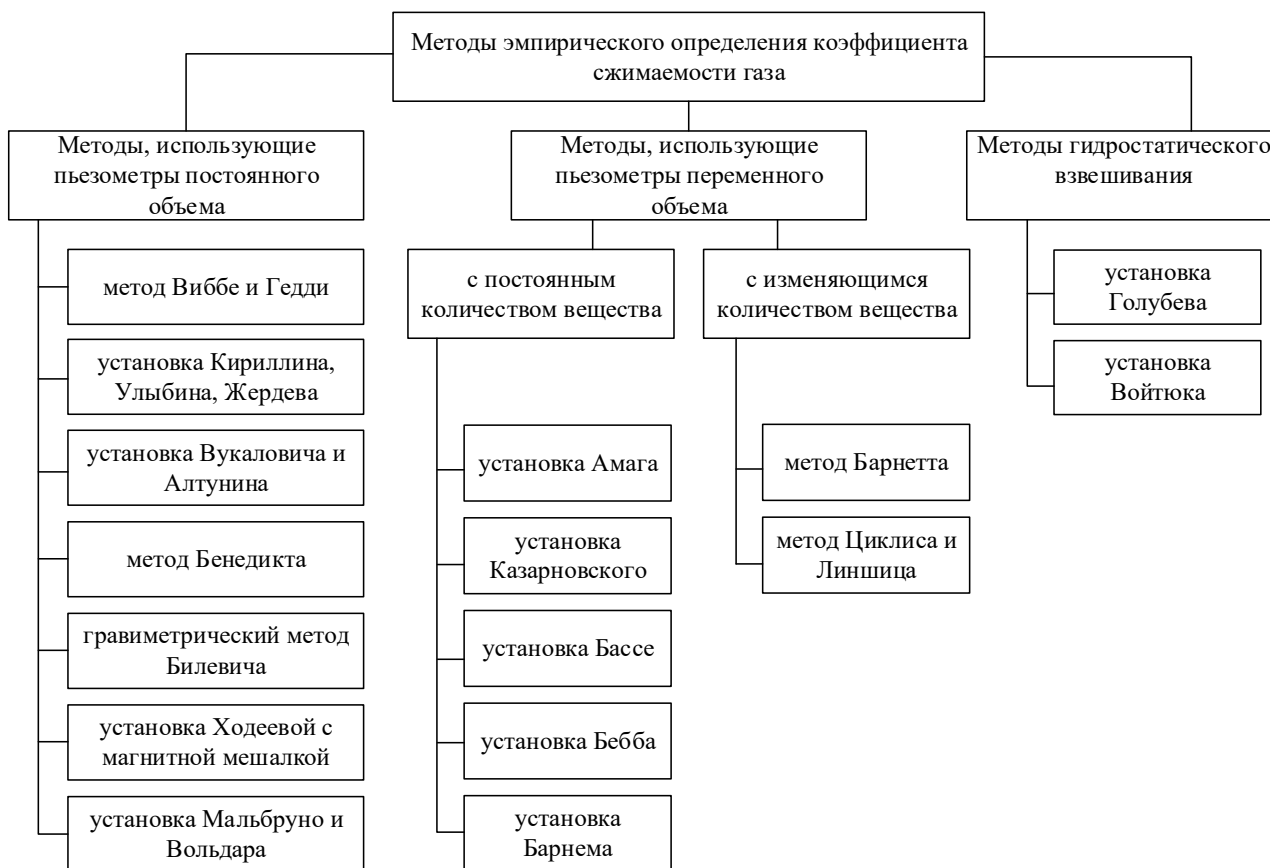 Методы эмпирического определения коэффициента
сжимаемости газа
Методы, использующие
пьезометры постоянного
объема
метод Виббе и Гедди
установка Кириллина,
Улыбина, Жердева
установка Вукаловича и
Алтунина
метод Бенедикта
гравиметрический метод
Билевича
установка Ходеевой с
магнитной мешалкой
установка Мальбруно и
Вольдара
Методы, использующие
пьезометры переменного
объема
с постоянным
количеством вещества
установка Амага
установка
Казарновского
установка Бассе
установка Бебба
установка
Барнема
с изменяющимся
количеством вещества
метод Барнетта
метод Циклиса и
Линшица
Методы гидростатического
взвешивания
установка
Голубева
установка
Войтюка